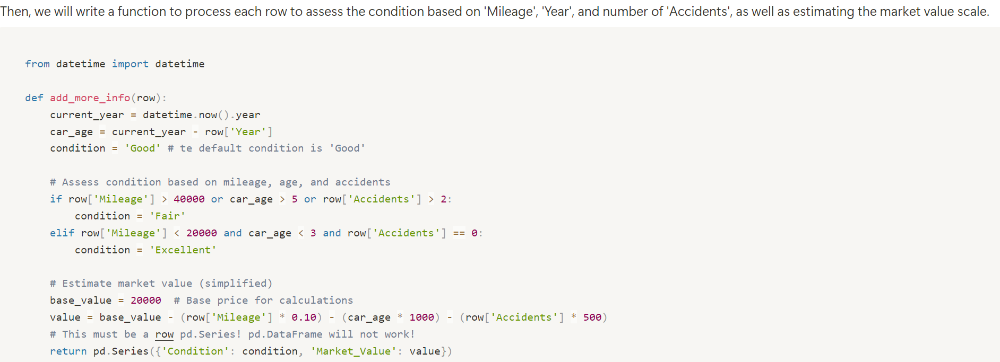 Then, we will write a function to process each row to assess the condition based on 'Mileage', 'Year', and number of 'Accidents', as well as estimating the market value scale.
from datetime import datetime
def add_more_info(row):
    current_year = datetime.now().year
    car_age = current_year - row['Year']
    condition = 'Good' # te default condition is 'Good'
    # Assess condition based on mileage, age, and accidents
    if row['Mileage'] > 40000 or car_age > 5 or row['Accidents'] > 2:
        condition = 'Fair'
    elif row['Mileage'] < 20000 and car_age < 3 and row['Accidents'] == 0:
        condition = 'Excellent'
    # Estimate market value (simplified)
    base_value = 20000  # Base price for calculations
    value = base_value - (row['Mileage'] * 0.10) - (car_age * 1000) - (row['Accidents'] * 500)
    # This must be a row pd.Series! pd.DataFrame will not work!
    return pd.Series({'Condition': condition, 'Market_Value': value})